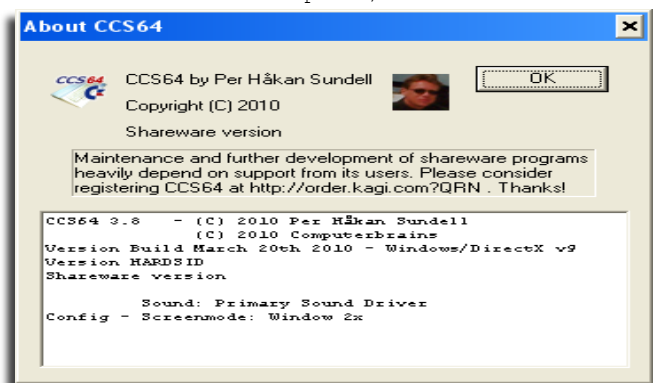 About CCS64
CCS64
CCS64 by Per Håkan Sundell
OK
Copyright (C) 2010
Shareware version
Maintenance and further development of shareware programs
heavily depend on support from its users. Please consider
registering CCS64 at http://order.kagi.com?QRN . Thanks!
CCS64 3.8 - (C) 2010 Per Håkan Sundell
(C) 2010 Computerbrains
Version Build March 20th 2010 - Windows/DirectX v9
Version HARDSID
Shareware version
Sound: Primary Sound Driver
Config - Screenmode: Window 2x